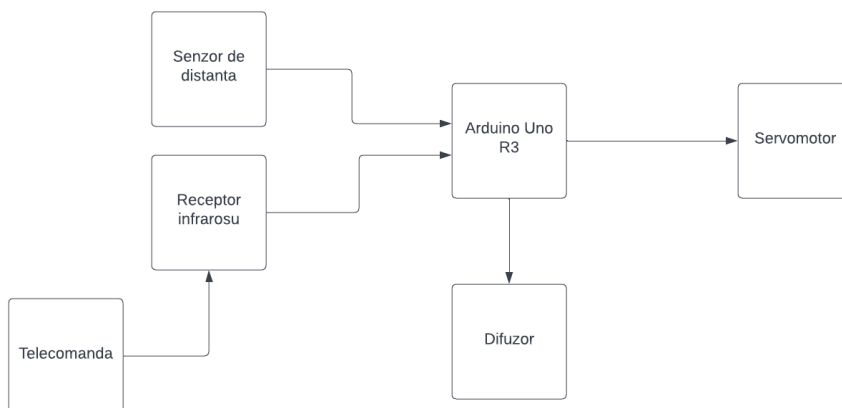 Senzor de
distanta
Arduino Uno
R3
Servomotor
Receptor
infrarosu
Telecomanda
Difuzor